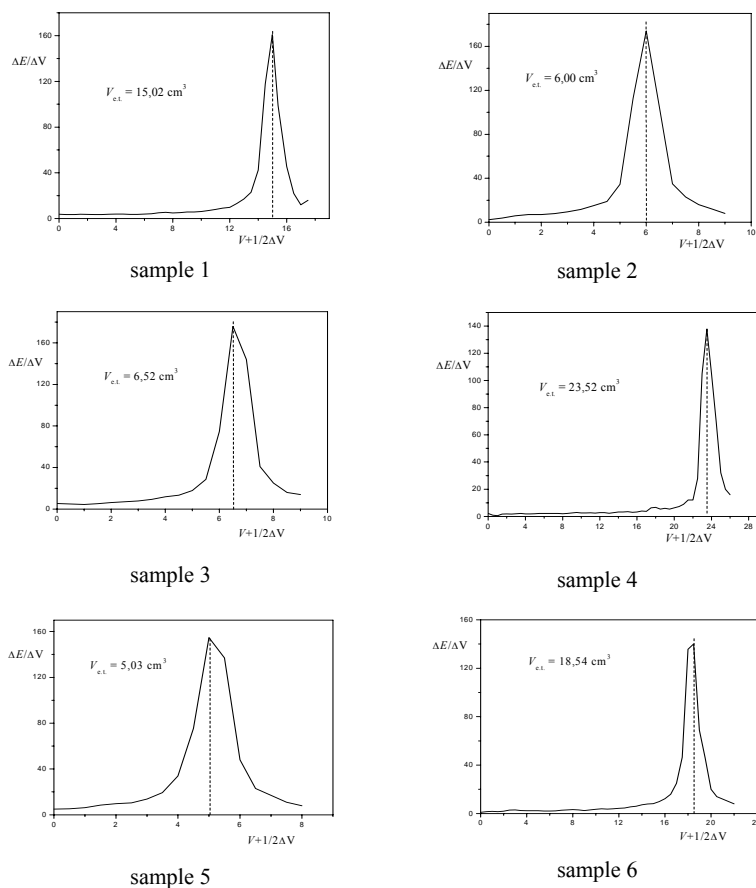 160
ΔE/ΔV
120
V e.t. = 15,02 cm³
80
40
0
0 4 8 12 16
V+1/2ΔV
sample 1
160
ΔE/ΔV
120
V e.t. = 6,00 cm³
80
40
0
0 2 4 6 8 10
V+1/2ΔV
sample 2
160
ΔE/ΔV
120
V e.t. = 6,52 cm³
80
40
0
0 2 4 6 8 10
V+1/2ΔV
sample 3
140
120
ΔE/ΔV
100
V e.t. = 23,52 cm³
80
60
40
20
0
0 4 8 12 16 20 24 28
V+1/2ΔV
sample 4
160
ΔE/ΔV
120
V e.t. = 5,03 cm³
80
40
0
0 2 4 6 8
V+1/2ΔV
sample 5
160
ΔE/ΔV
120
V e.t. = 18,54 cm³
80
40
0
0 4 8 12 16 20 24
V+1/2ΔV
sample 6